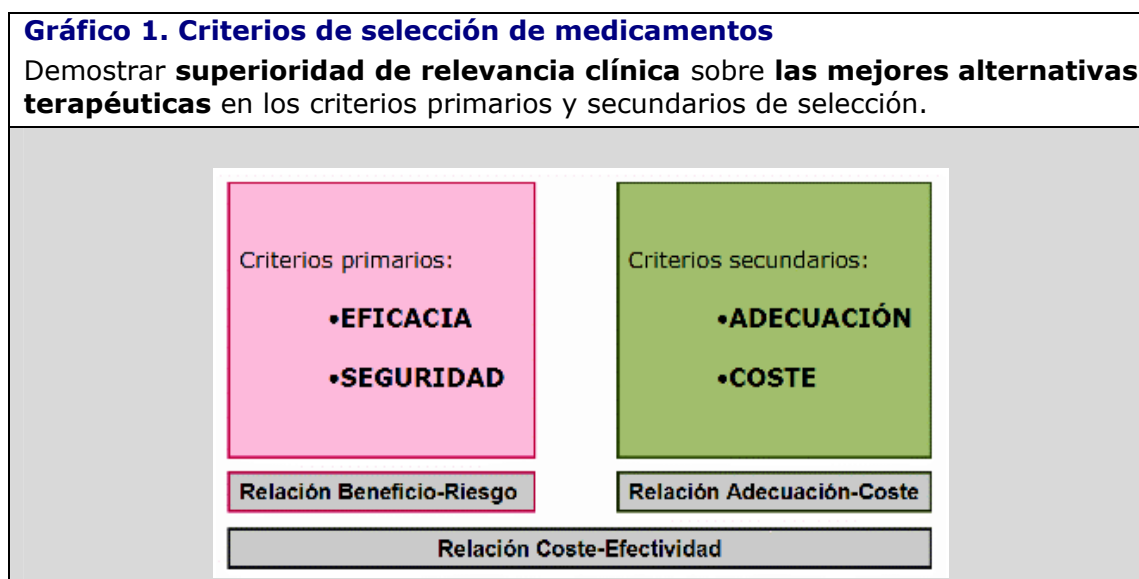 Gráfico 1. Criterios de selección de medicamentos
Demostrar superioridad de relevancia clínica sobre las mejores alternativas
terapéuticas en los criterios primarios y secundarios de selección.
Criterios primarios:
•EFICACIA
•SEGURIDAD
Relación Beneficio-Riesgo
Criterios secundarios:
•ADECUACIÓN
•COSTE
Relación Adecuación-Coste
Relación Coste-Efectividad